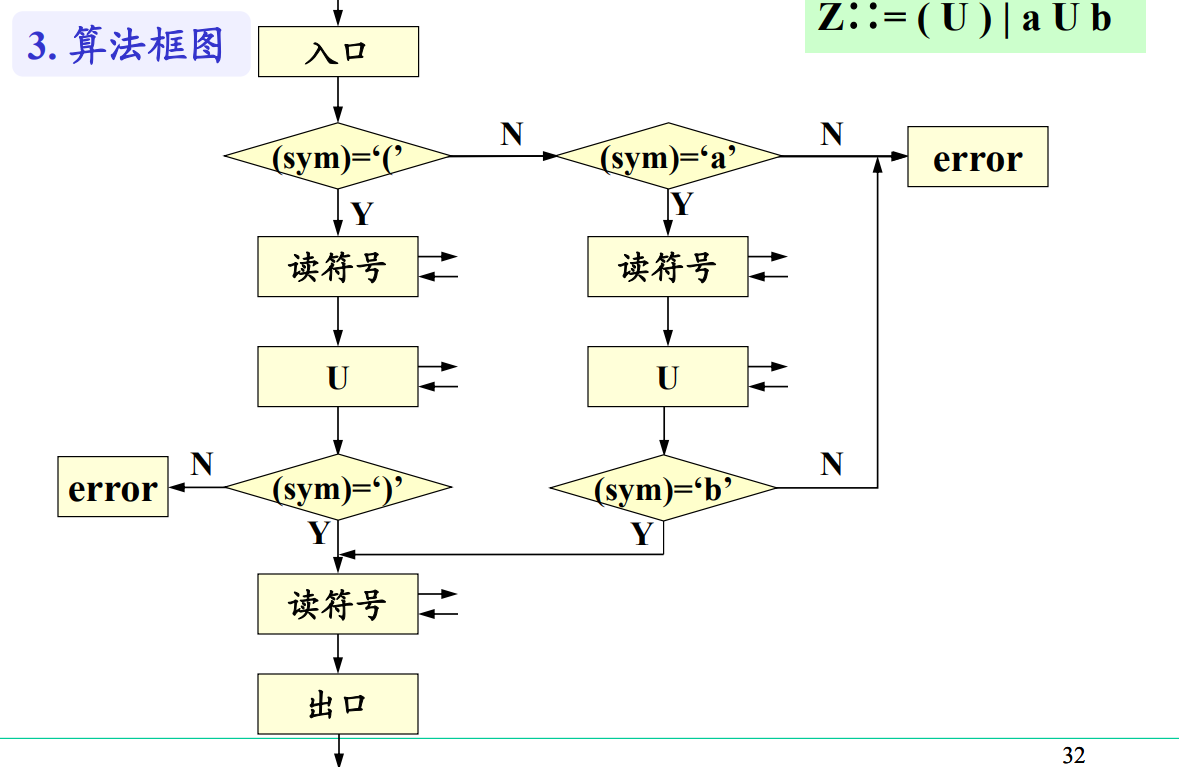 3. 算法框图
Z::= ( U ) | a U b
入口
(sym)=‘(’
N
(sym)=‘a’
N
error
Y
Y
读符号
读符号
U
U
error
N
(sym)=‘)’
(sym)=‘b’
N
Y
Y
读符号
出口
32